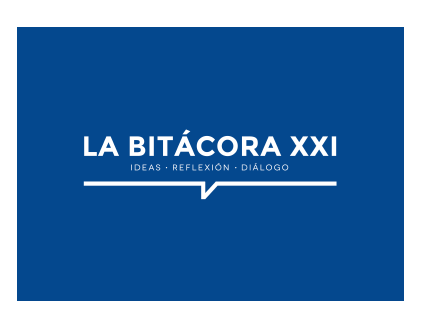 LA BITÁCORA XXI
IDEAS · REFLEXIÓN · DIÁLOGO